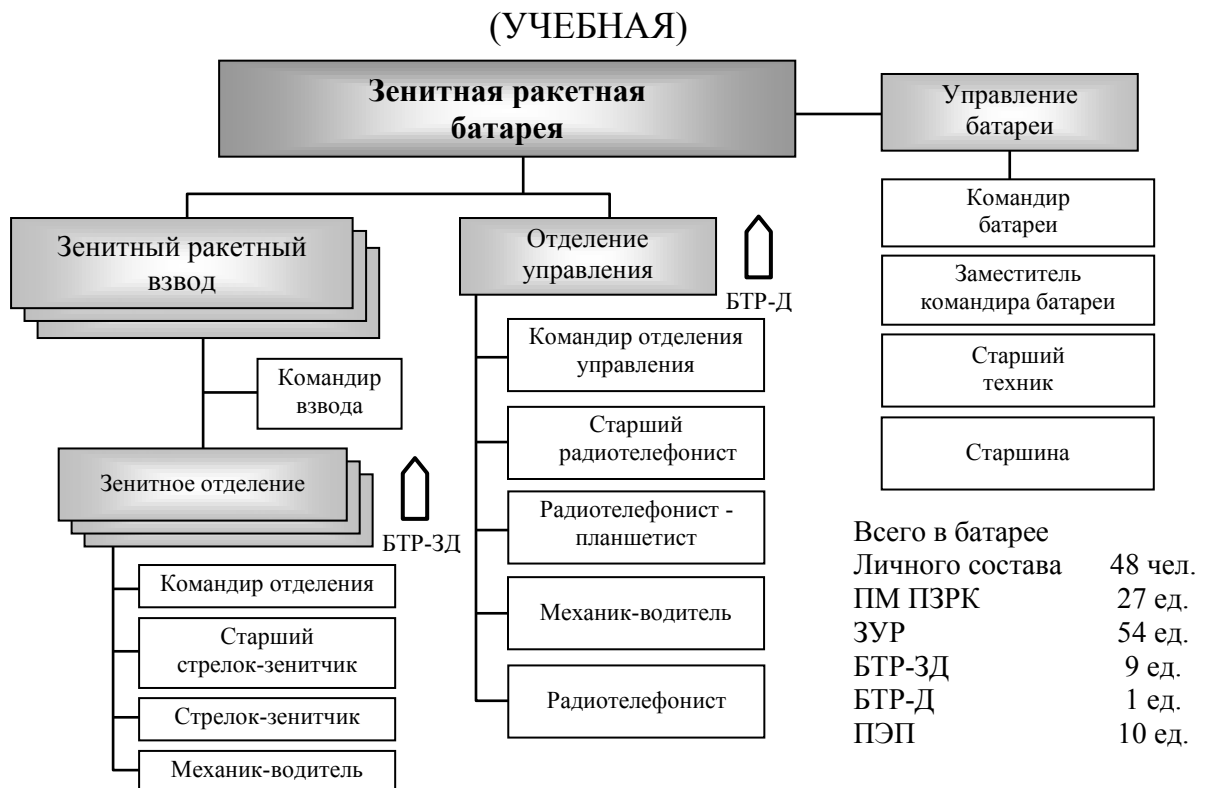 (УЧЕБНАЯ)
Зенитная ракетная
батарея
Управление
батареи
Командир
батареи
Заместитель
командира батареи
Старший
техник
Старшина
Зенитный ракетный
взвод
Командир
взвода
Зенитное отделение
БТР-ЗД
Командир отделения
Старший
стрелок-зенитчик
Стрелок-зенитчик
Механик-водитель
Отделение
управления
БТР-Д
Командир отделения
управления
Старший
радиотелефонист
Радиотелефонист -
планшетист
Механик-водитель
Радиотелефонист
Всего в батарее
Личного состава 48 чел.
ПМ ПЗРК 27 ед.
ЗУР 54 ед.
БТР-ЗД 9 ед.
БТР-Д 1 ед.
ПЭП 10 ед.